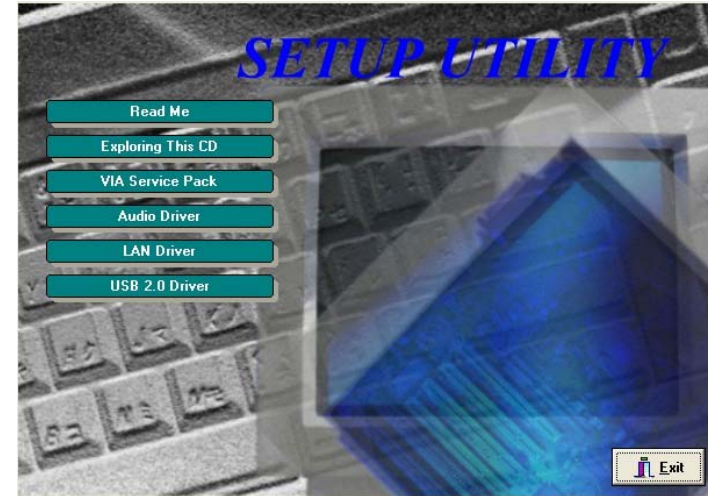 SETUP UTILITY
Read Me
Exploring This CD
VIA Service Pack
Audio Driver
LAN Driver
USB 2.0 Driver
Exit